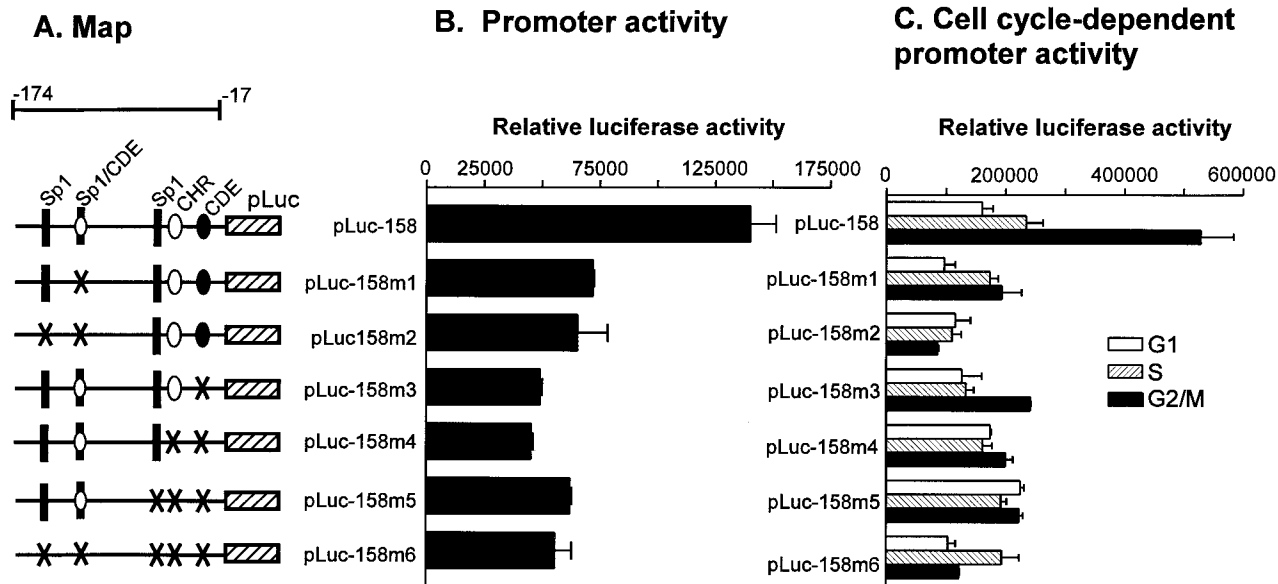 A. Map
-174
-17
Sp1
Sp1/CDE
Sp1
CHR
CDE
pLuc
B. Promoter activity
Relative luciferase activity
0 25000 75000 125000 175000
pLuc-158
pLuc-158m1
pLuc158m2
pLuc-158m3
pLuc-158m4
pLuc-158m5
pLuc-158m6
C. Cell cycle-dependent
promoter activity
Relative luciferase activity
0 200000 400000 600000
pLuc-158
pLuc-158m1
pLuc-158m2
pLuc-158m3
pLuc-158m4
pLuc-158m5
pLuc-158m6
G1
S
G2/M